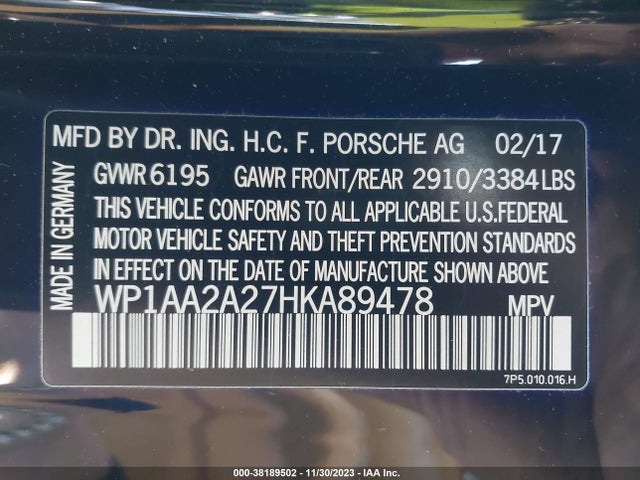 MFD BY DR. ING. H.C. F. PORSCHE AG 02/17
GVWR 6195 GAWR FRONT/REAR 2910/3384 LBS
THIS VEHICLE CONFORMS TO ALL APPLICABLE U.S.FEDERAL
MOTOR VEHICLE SAFETY AND THEFT PREVENTION STANDARDS
IN EFFECT ON THE DATE OF MANUFACTURE SHOWN ABOVE
WP1AA2A27HKA89478 MPV
MADE IN GERMANY
7P5.010.016.H
000-38189502 - 11/30/2023 - IAA Inc.